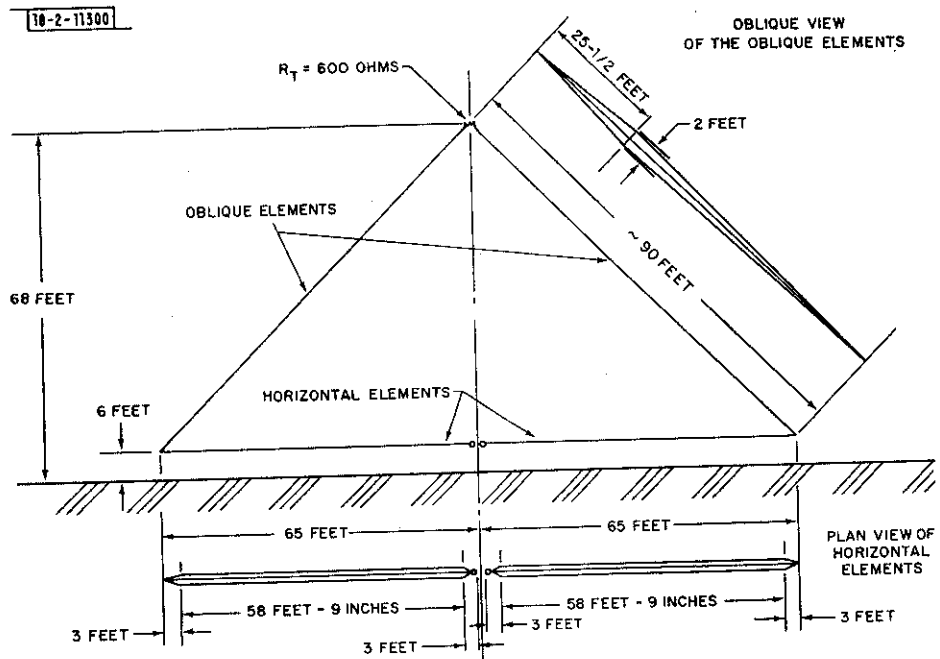 18-2-11300
OBLIQUE VIEW
OF THE OBLIQUE ELEMENTS
25-1/2 FEET
R_T = 600 OHMS
2 FEET
OBLIQUE ELEMENTS
~ 90 FEET
68 FEET
HORIZONTAL ELEMENTS
6 FEET
65 FEET
65 FEET
PLAN VIEW OF
HORIZONTAL
ELEMENTS
58 FEET - 9 INCHES
58 FEET - 9 INCHES
3 FEET
3 FEET
3 FEET
3 FEET